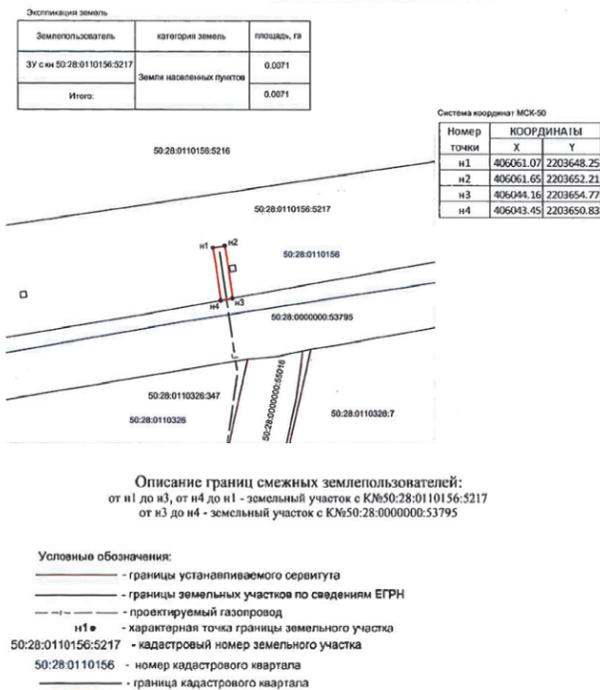 Экспликация земель
Землепользователь категория земель площадь, га
ЗУ с кн 50:28:0110156:5217 Земли населенных пунктов 0.0071
Итого: 0.0071
Система координат МСК-50
Номер точки КООРДИНАТЫ
X Y
н1 406061.07 2203648.25
н2 406061.65 2203652.21
н3 406044.16 2203654.77
н4 406043.45 2203650.83
50:28:0110156:5216
50:28:0110156:5217
н1 н2
50:28:0110156
н4 н3
50:28:0000000:53795
50:28:0110326:347
50:28:0110326
50:28:0000000:55016
50:28:0110328:7
Описание границ смежных землепользователей:
от н1 до н3, от н4 до н1 - земельный участок с К№50:28:0110156:5217
от н3 до н4 - земельный участок с К№50:28:0000000:53795
Условные обозначения:
- границы устанавливаемого сервитута
- границы земельных участков по сведениям ЕГРН
- проектируемый газопровод
н1 - характерная точка границы земельного участка
50:28:0110156:5217 - кадастровый номер земельного участка
50:28:0110156 - номер кадастрового квартала
- граница кадастрового квартала